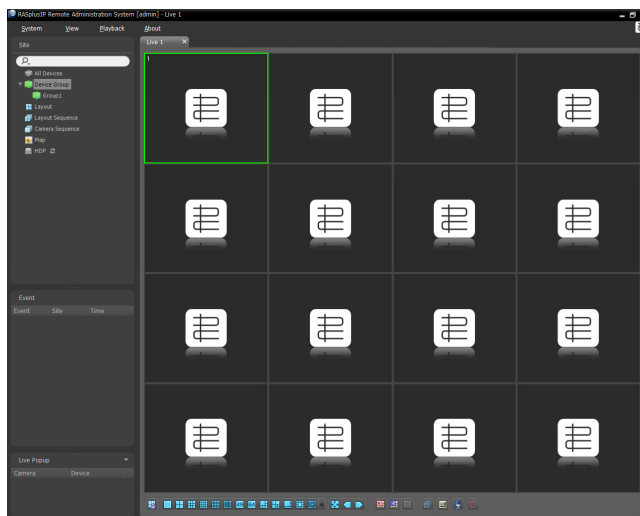 RASplusIP Remote Administration System [admin] - Live 1
System View Playback About
Site
Live 1
1
All Devices
Device Group
Group1
Layout
Layout Sequence
Camera Sequence
Map
HDP
Event
Event Site Time
Live Popup
Camera Device